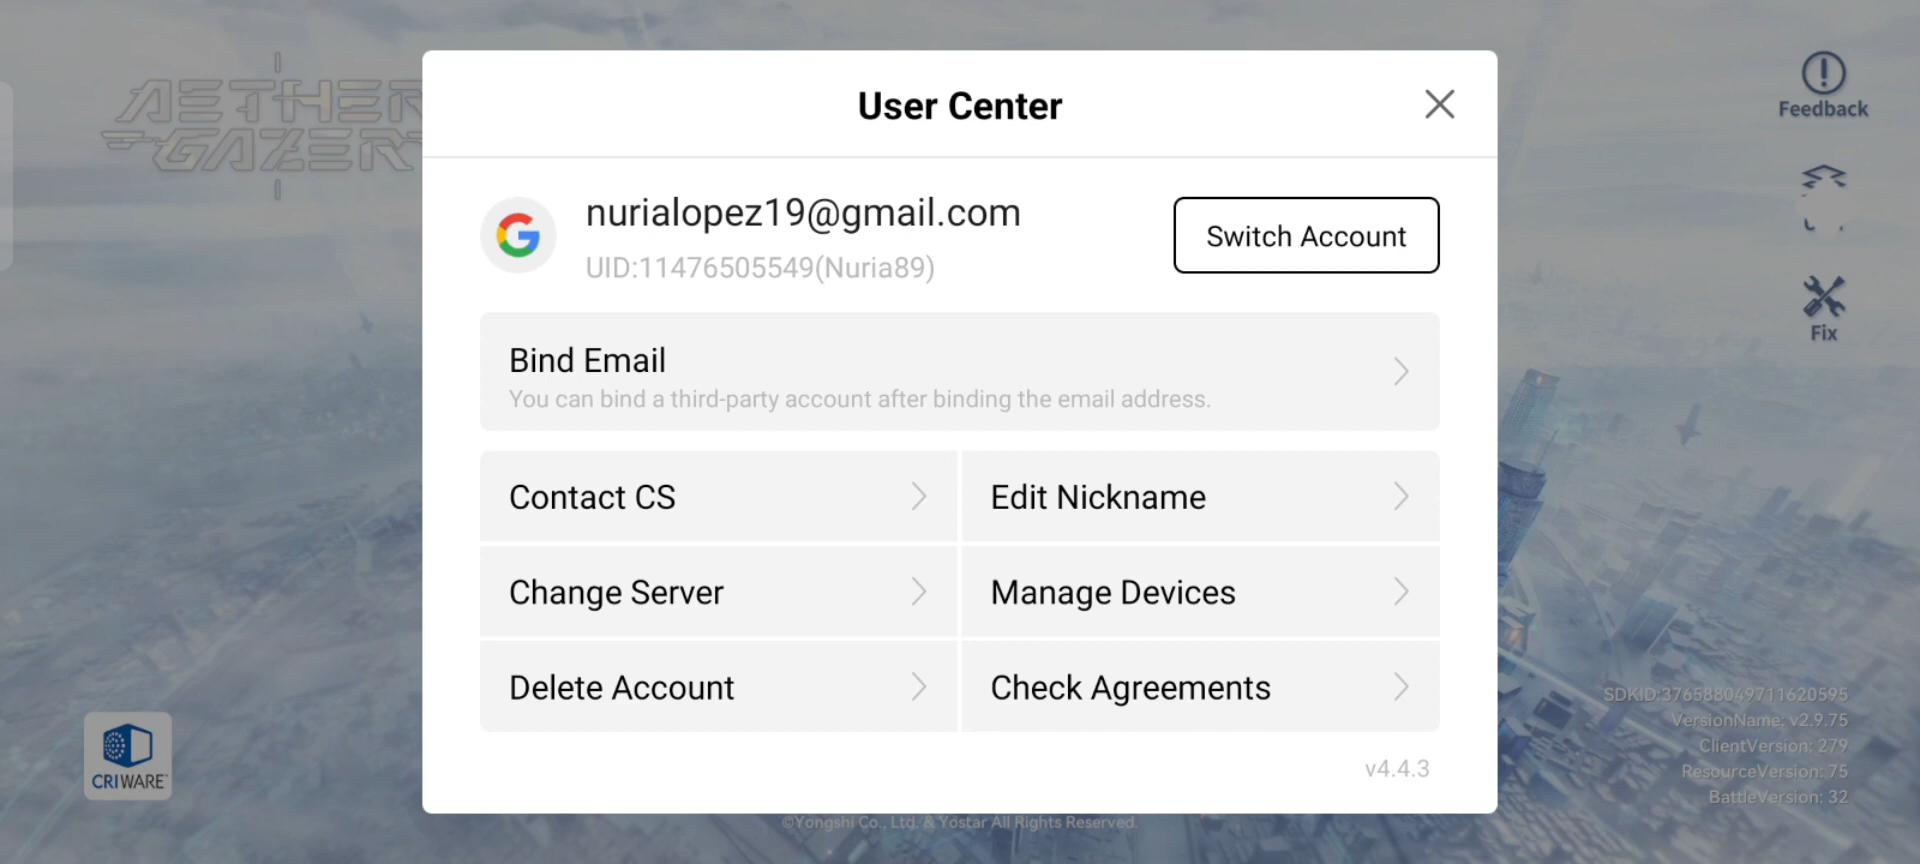 AETHER
GAZER
User Center
Feedback
nurialopez19@gmail.com
UID:11476505549(Nuria89)
Switch Account
Fix
Bind Email
You can bind a third-party account after binding the email address.
Contact CS
Edit Nickname
Change Server
Manage Devices
Delete Account
Check Agreements
v4.4.3
SDKID:376588049711620595
VersionName: v2.9.75
ClientVersion: 279
ResourceVersion: 75
BattleVersion: 32
CRIWARE
©Yongshi Co., Ltd. & Yostar All Rights Reserved.